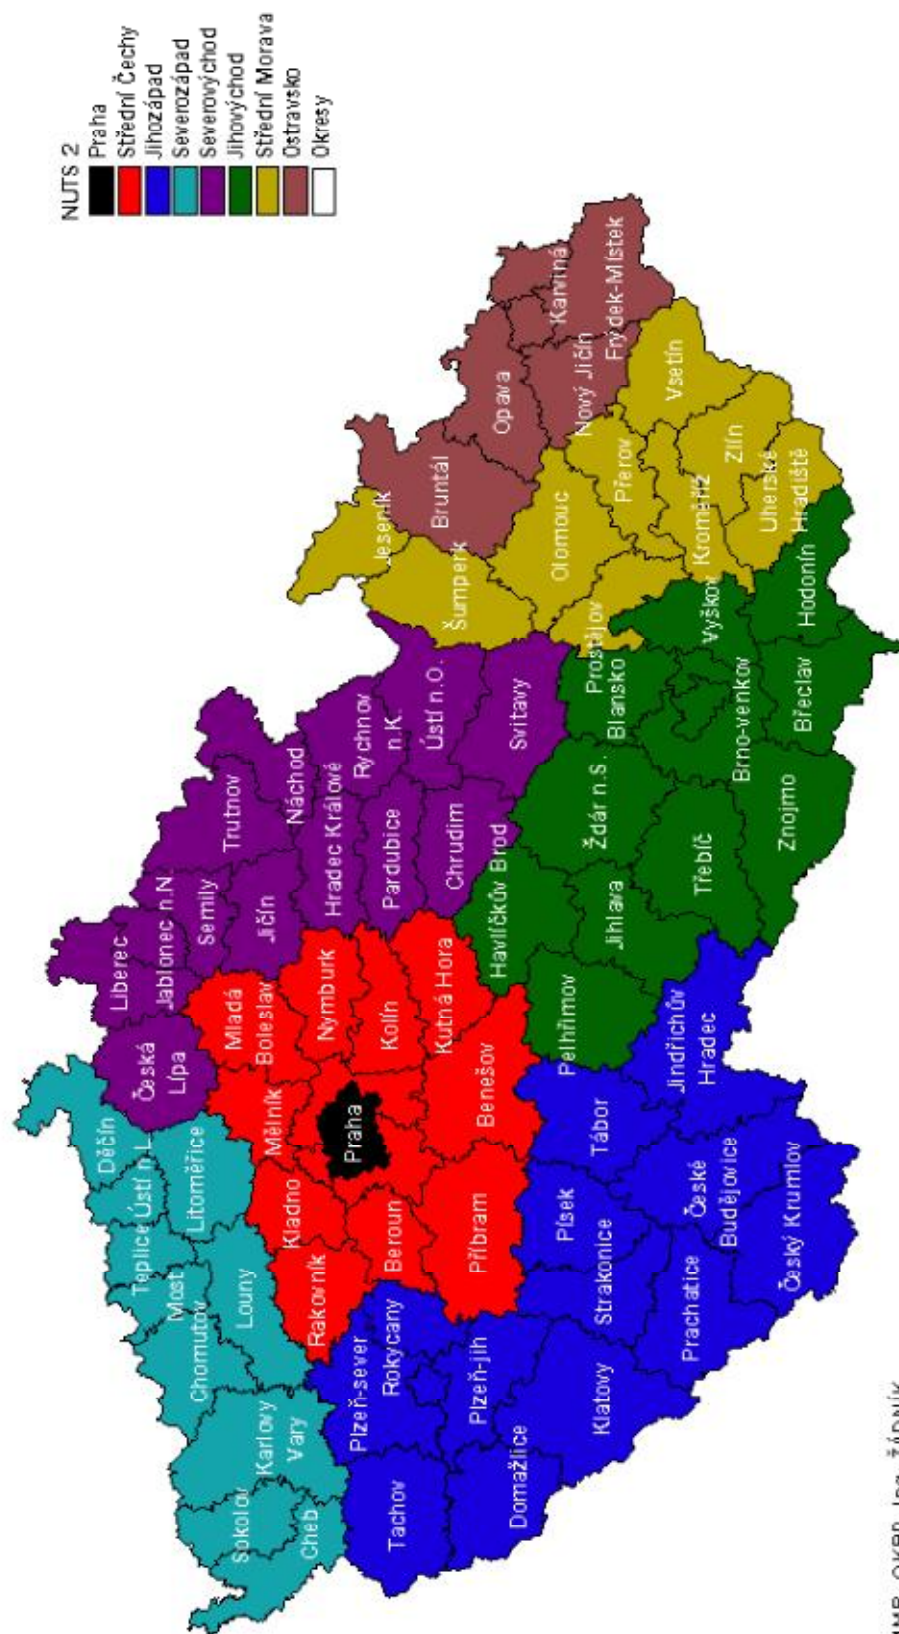 NUTS 2
Praha
Střední Čechy
Jihozápad
Severozápad
Severovýchod
Jihovýchod
Střední Morava
Ostravsko
Okresy
Děčín
Ústí n.L.
Teplice
Most
Chomutov
Litoměřice
Louny
Karlovy
Vary
Sokolov
Cheb
Česká
Lípa
Liberec
Jablonec n.N.
Semily
Jičín
Trutnov
Náchod
Hradec Králové
Rychnov
n.K.
Pardubice
Ústí n.O.
Chrudim
Svitavy
Mladá
Boleslav
Mělník
Nymburk
Kolín
Kutná Hora
Praha
Kladno
Rakovník
Beroun
Benešov
Příbram
Plzeň-sever
Rokycany
Tachov
Plzeň-jih
Domažlice
Klatovy
Písek
Strakonice
Tábor
Prachatice
České
Budějovice
Český Krumlov
Jindřichův
Hradec
Pelhřimov
Havlíčkův Brod
Jihlava
Ždár n.S.
Třebíč
Znojmo
Blansko
Brno-venkov
Vyškov
Břeclav
Hodonín
Jeseník
Šumperk
Olomouc
Prostějov
Přerov
Kroměříž
Zlín
Uherské
Hradiště
Vsetín
Bruntál
Opava
Nový Jičín
Karviná
Frýdek-Místek
Ing. ŽÁDNÍK